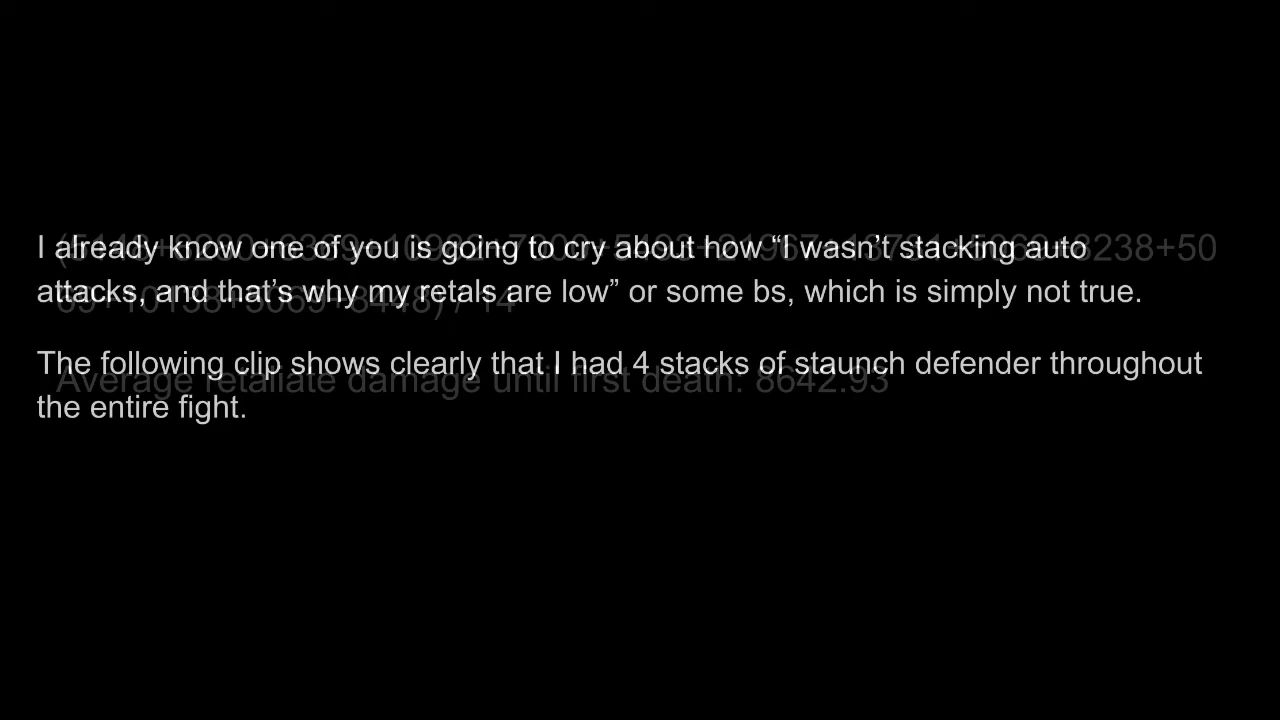 I already know one of you is going to cry about how “I wasn’t stacking auto
attacks, and that’s why my retals are low” or some bs, which is simply not true.
The following clip shows clearly that I had 4 stacks of staunch defender throughout
the entire fight.
Average retaliate damage until first death: 8642.93